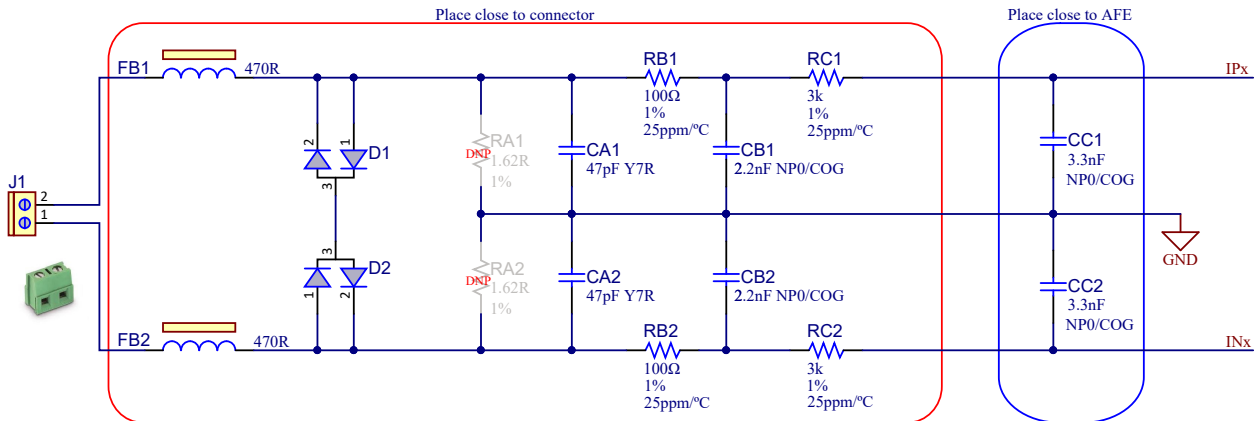 Place close to connector
Place close to AFE
FB1
470R
RB1
100Ω
1%
25ppm/ºC
RC1
3k
1%
25ppm/ºC
IPx
2
1
D1
3
RA1
DNP
1.62R
1%
CA1
47pF Y7R
CB1
2.2nF NP0/COG
CC1
3.3nF
NP0/COG
J1
2
1
GND
3
D2
1
2
RA2
DNP
1.62R
1%
CA2
47pF Y7R
CB2
2.2nF NP0/COG
CC2
3.3nF
NP0/COG
FB2
470R
RB2
100Ω
1%
25ppm/ºC
RC2
3k
1%
25ppm/ºC
INx